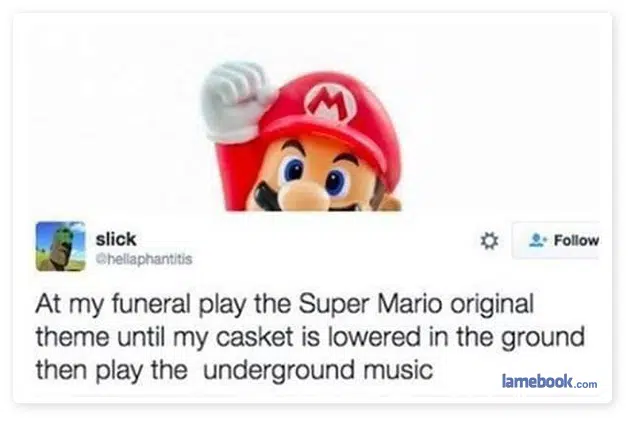 M
slick
@hellaphantitis
Follow
At my funeral play the Super Mario original
theme until my casket is lowered in the ground
then play the underground music
lamebook.com